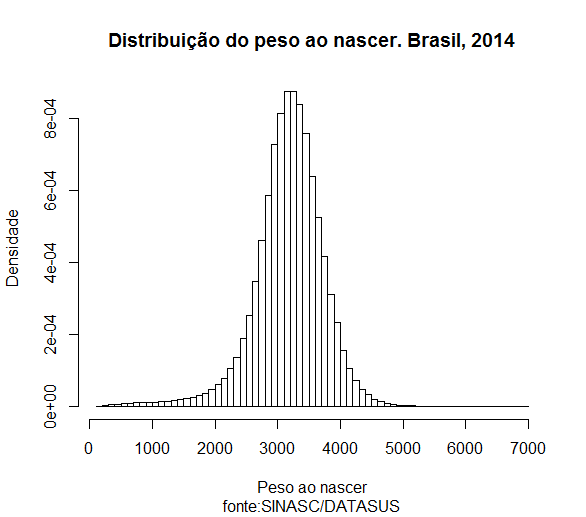 Distribuição do peso ao nascer. Brasil, 2014
Densidade
8e-04
6e-04
4e-04
2e-04
0e+00
0 1000 2000 3000 4000 5000 6000 7000
Peso ao nascer
fonte:SINASC/DATASUS